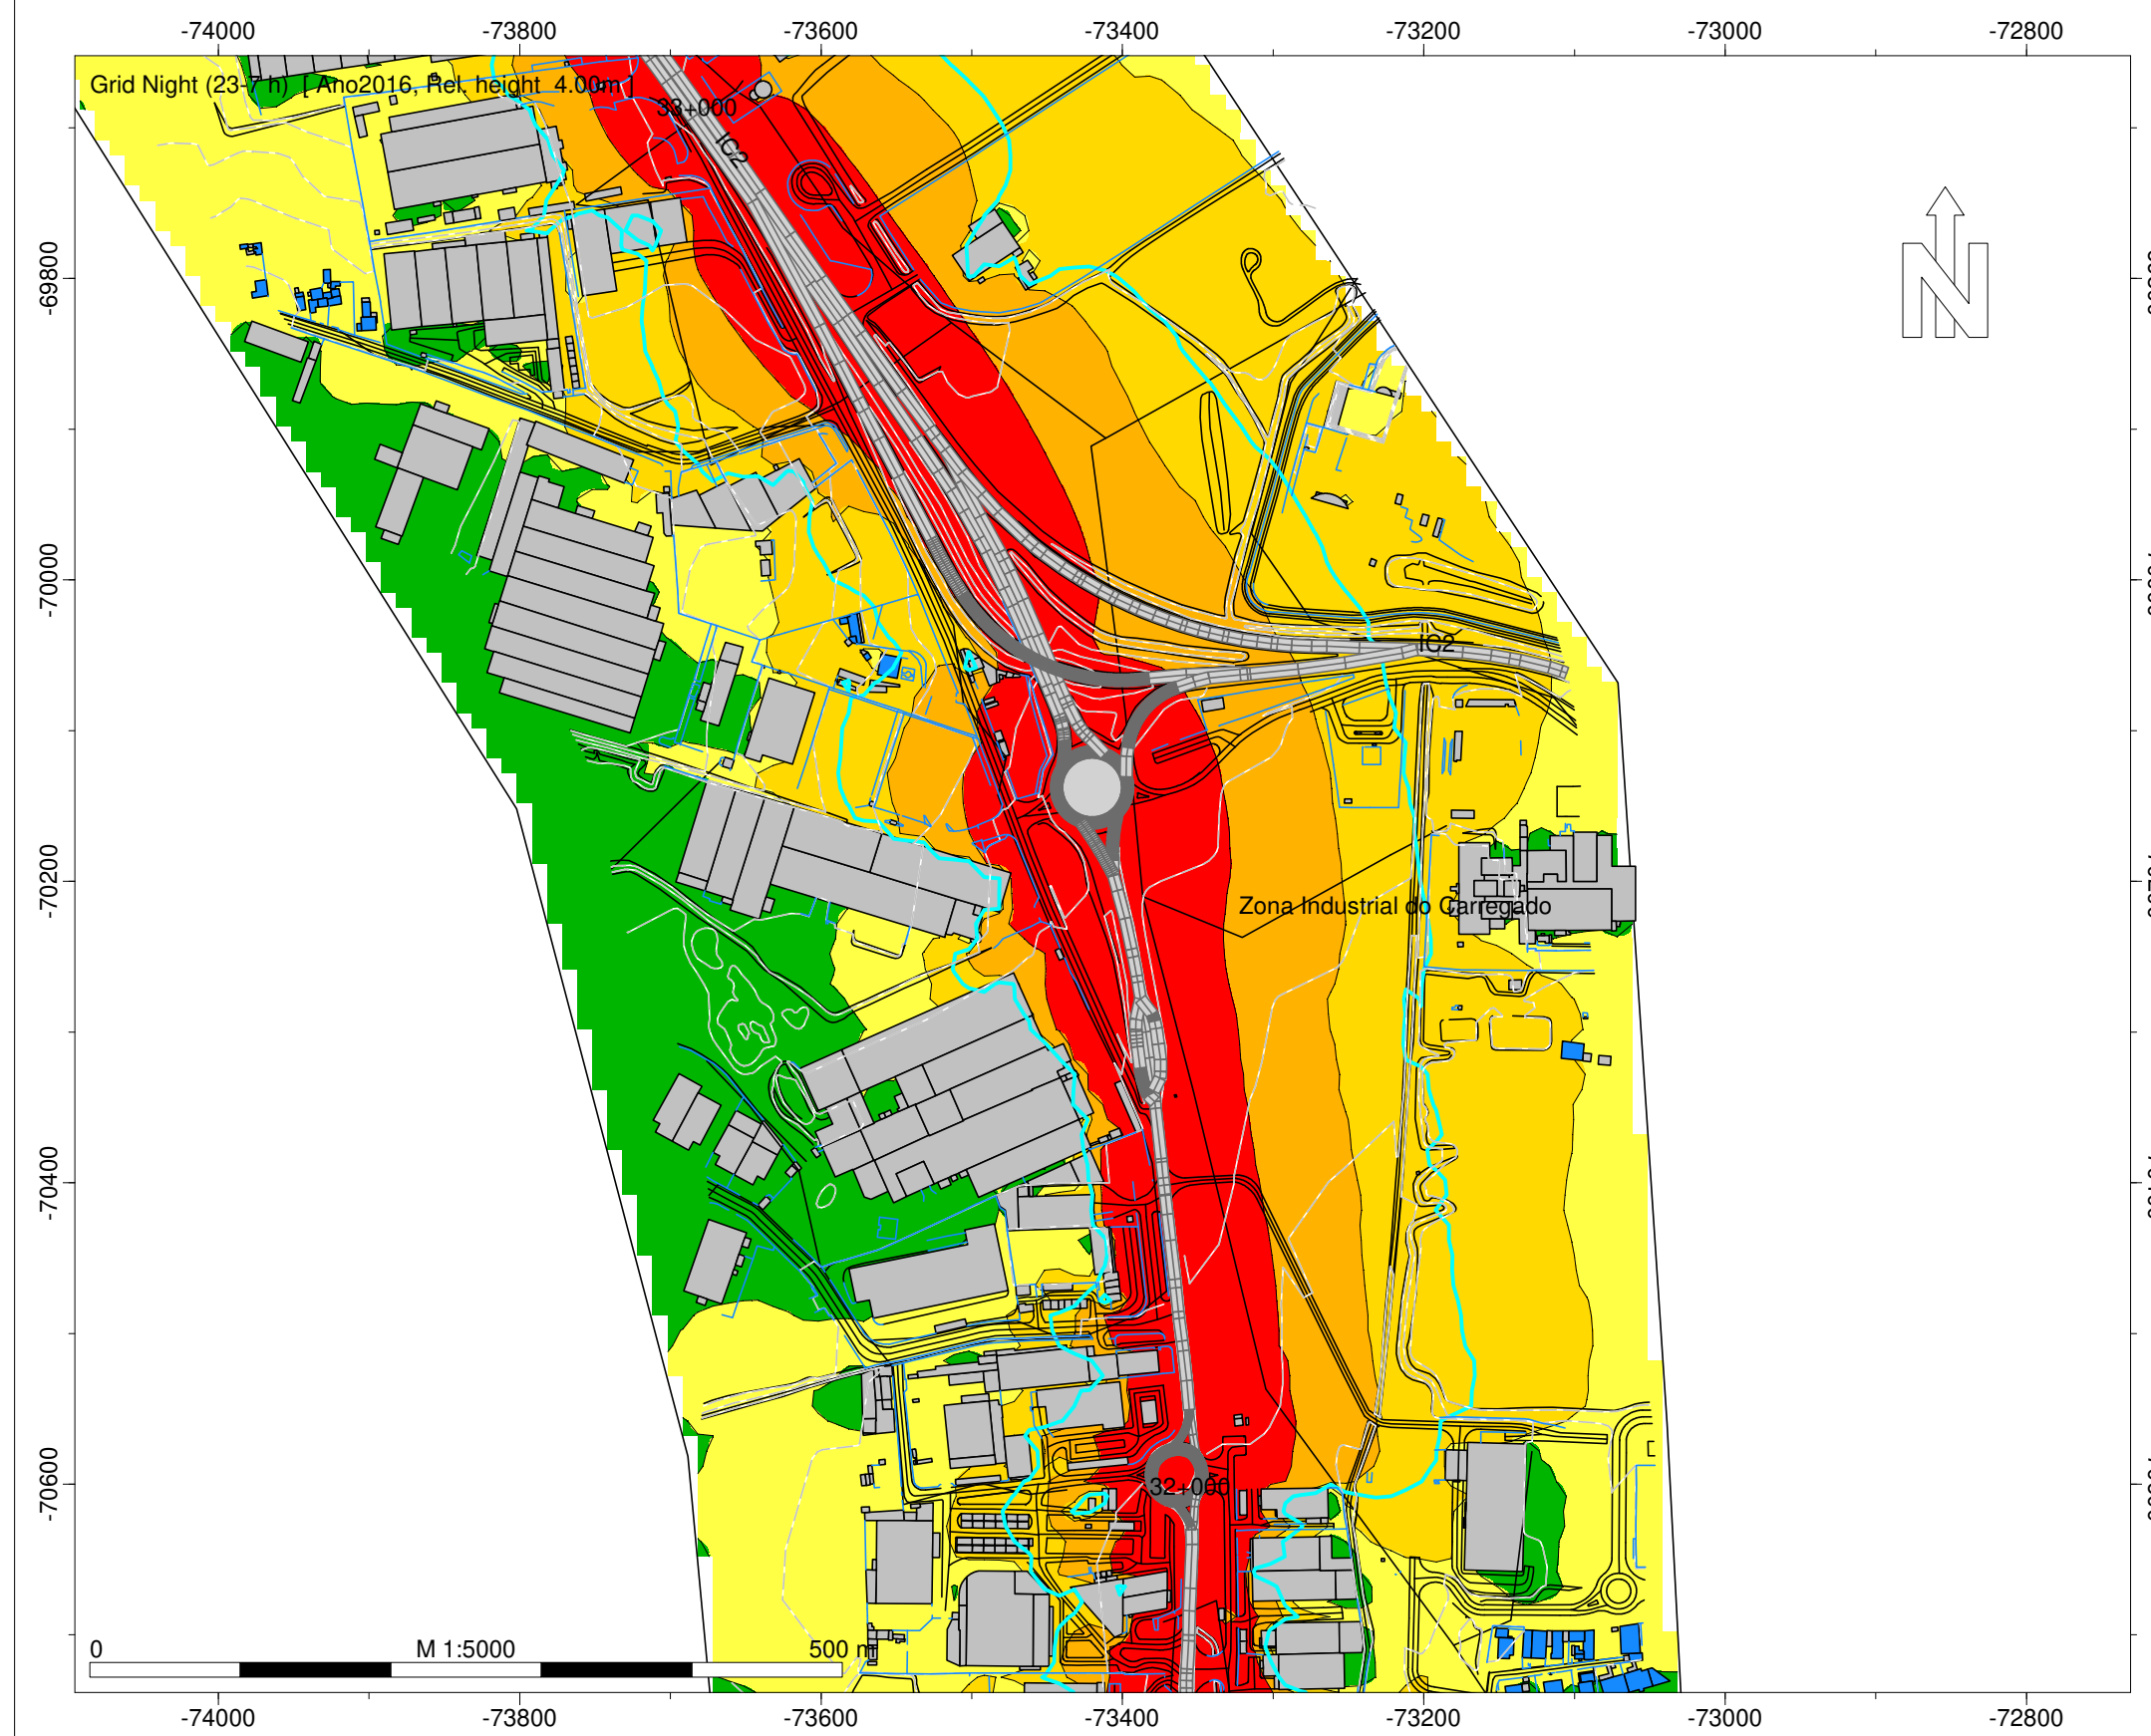 -74000 -73800 -73600 -73400 -73200 -73000 -72800
Grid Night (23-7 h) [ Ano2016, Rel. height 4.00m ]
33+000
IC2
N
-69800
-70000
IC2
-70200
Zona Industrial do Carregado
-70400
-70600
32+000
0 M 1:5000 500 m
-74000 -73800 -73600 -73400 -73200 -73000 -72800